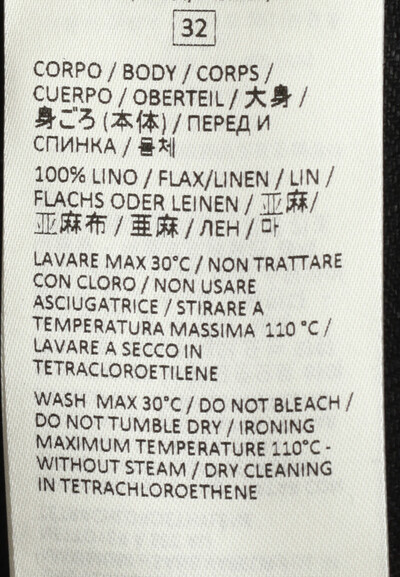 32
CORPO / BODY / CORPS /
CUERPO / OBERTEIL / 大身 /
身ごろ (本体) / ПЕРЕД И
СПИНКА / 몸체
100% LINO / FLAX/LINEN / LIN /
FLACHS ODER LEINEN / 亚麻/
亚麻布 / 亜麻 / ЛЕН / 마
LAVARE MAX 30°C / NON TRATTARE
CON CLORO / NON USARE
ASCIUGATRICE / STIRARE A
TEMPERATURA MASSIMA 110 °C /
LAVARE A SECCO IN
TETRACLOROETILENE
WASH MAX 30°C / DO NOT BLEACH /
DO NOT TUMBLE DRY / IRONING
MAXIMUM TEMPERATURE 110°C -
WITHOUT STEAM / DRY CLEANING
IN TETRACHLOROETHENE